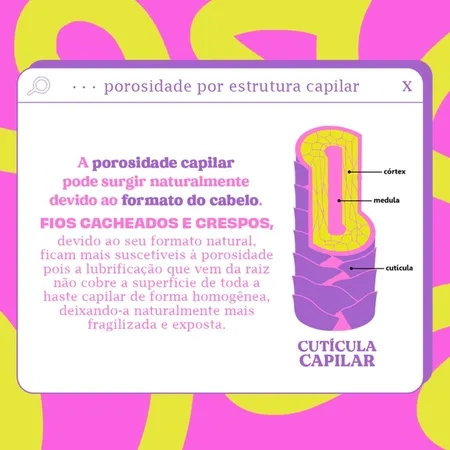 ··· porosidade por estrutura capilar X
A porosidade capilar
pode surgir naturalmente
devido ao formato do cabelo.
FIOS CACHEADOS E CRESPOS,
devido ao seu formato natural,
ficam mais suscetíveis à porosidade
pois a lubrificação que vem da raiz
não cobre a superfície de toda a
haste capilar de forma homogênea,
deixando-a naturalmente mais
fragilizada e exposta.
córtex
medula
cutícula
CUTÍCULA
CAPILAR